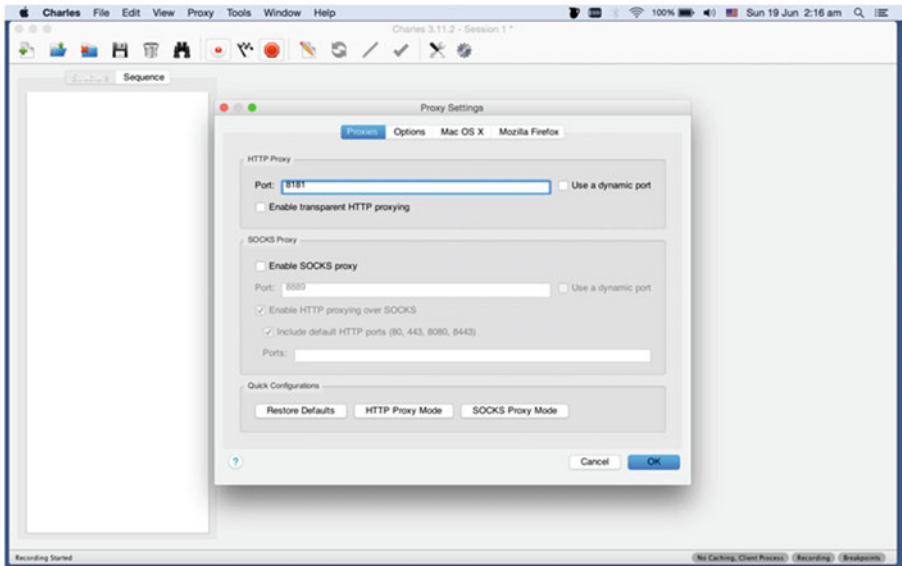 Charles File Edit View Proxy Tools Window Help 100% Sun 19 Jun 2:16 am
Charles 3.11.2 - Session 1 *
Sequence
Proxy Settings
Proxies Options Mac OS X Mozilla Firefox
HTTP Proxy
Port: 8181 Use a dynamic port
Enable transparent HTTP proxying
SOCKS Proxy
Enable SOCKS proxy
Port: 8889 Use a dynamic port
Enable HTTP proxying over SOCKS
Include default HTTP ports (80, 443, 8080, 8443)
Ports:
Quick Configurations
Restore Defaults HTTP Proxy Mode SOCKS Proxy Mode
? Cancel OK
Recording Started No Caching, Client Process Recording Breakpoints